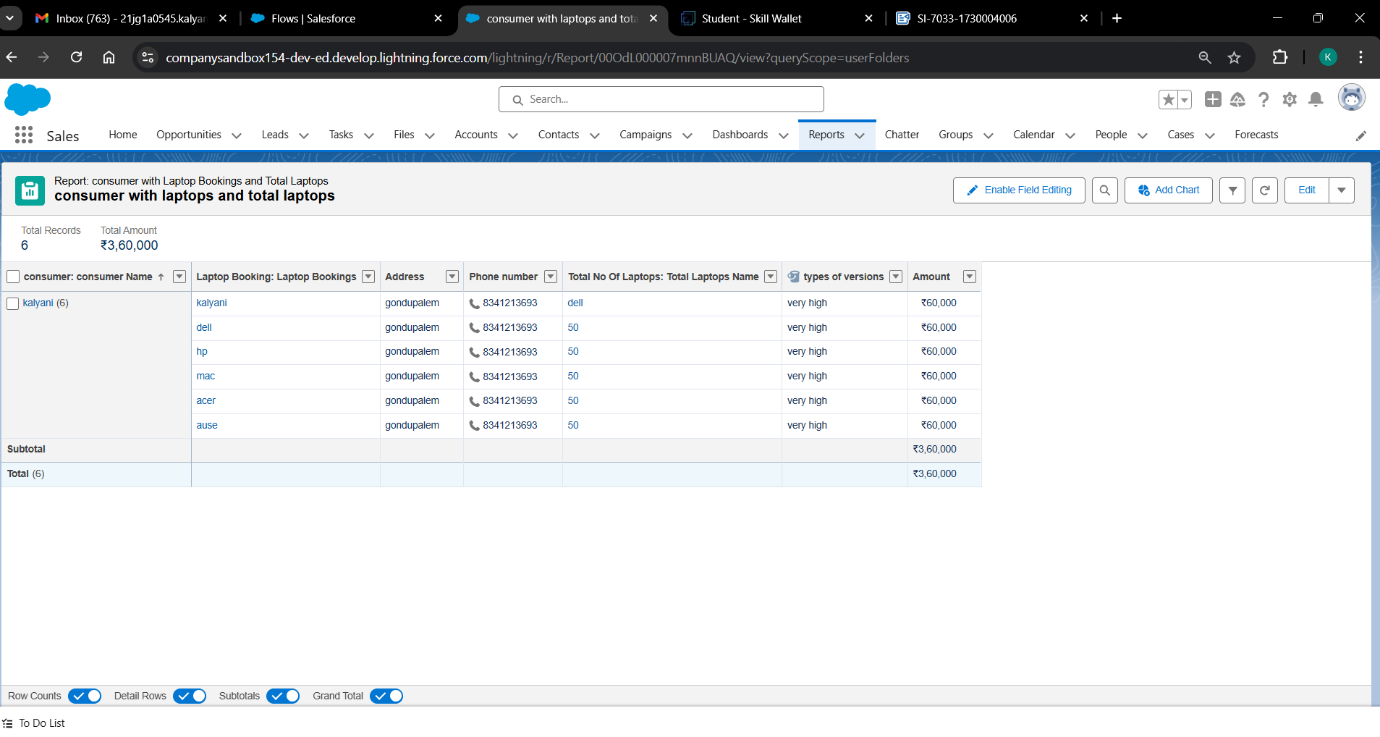 Inbox (763) - 21jg1a0545.kalyan
Flows | Salesforce
consumer with laptops and tota
Student - Skill Wallet
SI-7033-1730004006
companysandbox154-dev-ed.develop.lightning.force.com/lightning/r/Report/00OdL000007mnnBUAQ/view?queryScope=userFolders
K
Search...
Sales Home Opportunities Leads Tasks Files Accounts Contacts Campaigns Dashboards Reports Chatter Groups Calendar People Cases Forecasts
Report: consumer with Laptop Bookings and Total Laptops
consumer with laptops and total laptops
Enable Field Editing Add Chart Edit
Total Records Total Amount
6 ₹3,60,000
consumer: consumer Name ↑ Laptop Booking: Laptop Bookings Address Phone number Total No Of Laptops: Total Laptops Name types of versions Amount
kalyani (6) kalyani gondupalem 8341213693 dell very high ₹60,000
dell gondupalem 8341213693 50 very high ₹60,000
hp gondupalem 8341213693 50 very high ₹60,000
mac gondupalem 8341213693 50 very high ₹60,000
acer gondupalem 8341213693 50 very high ₹60,000
ause gondupalem 8341213693 50 very high ₹60,000
Subtotal ₹3,60,000
Total (6) ₹3,60,000
Row Counts Detail Rows Subtotals Grand Total
To Do List